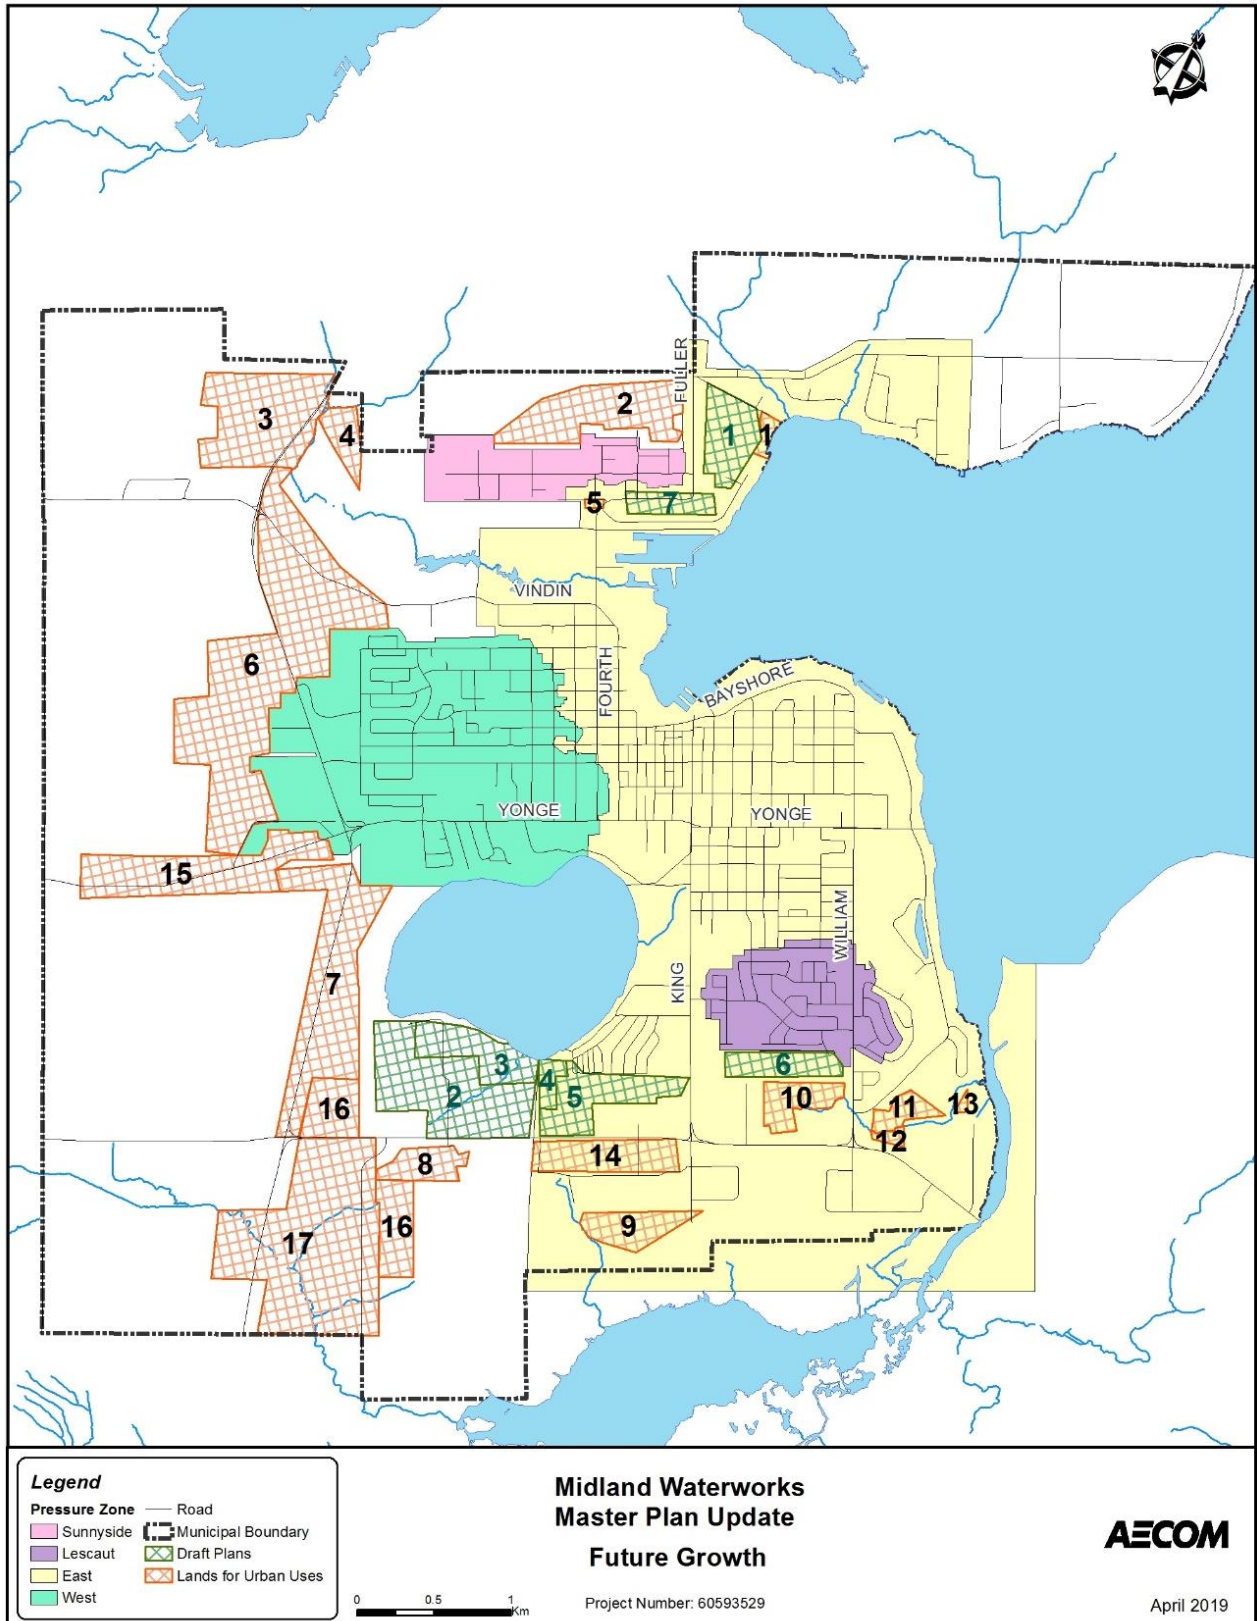 FULLER
2
3
1
1
4
5
7
VINDIN
6
FOURTH
BAYSHORE
YONGE
YONGE
15
WILLIAM
7
KING
3
6
4
2
5
10
11
13
16
12
14
8
9
16
17
Legend
Pressure Zone
Road
Sunnyside
Municipal Boundary
Lescaut
Draft Plans
East
Lands for Urban Uses
West
0 0.5 1
Km
Midland Waterworks
Master Plan Update
Future Growth
Project Number: 60593529
AECOM
April 2019